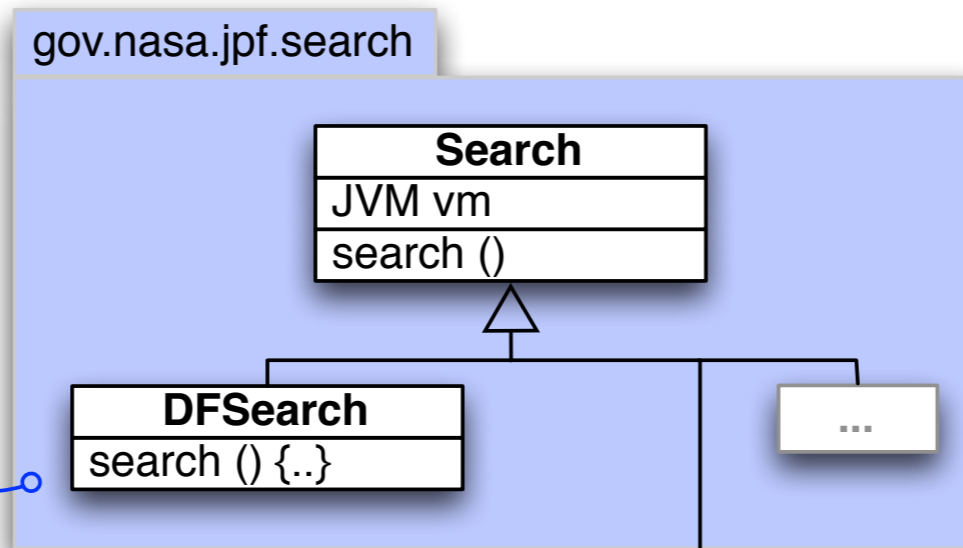 gov.nasa.jpf.search
Search
JVM vm
search ()
DFSearch
...
search () {..}